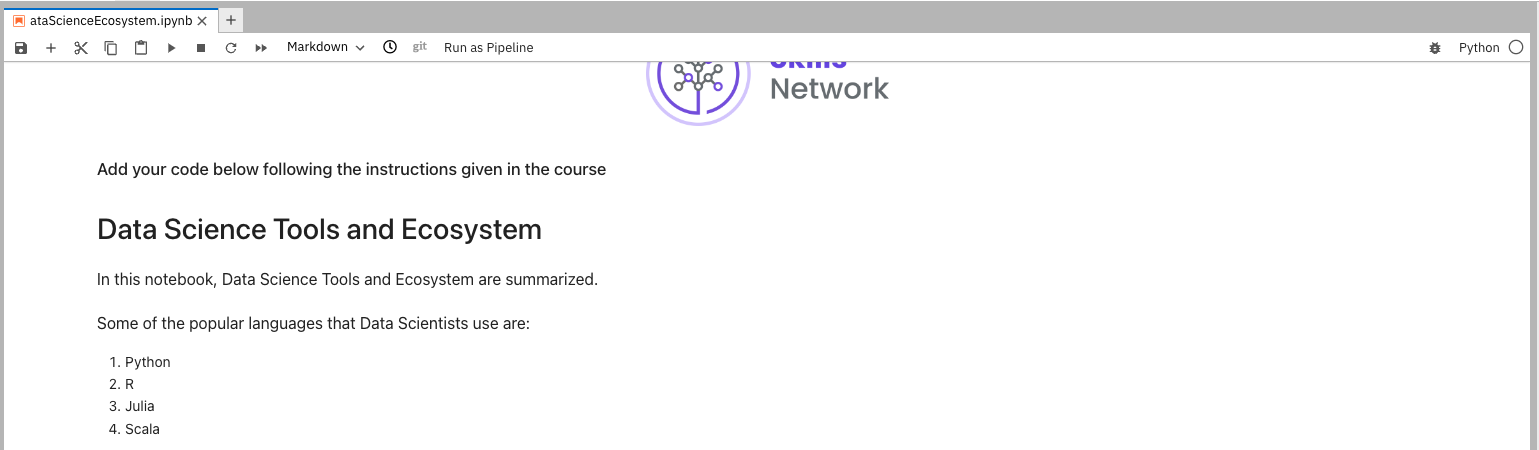 ataScienceEcosystem.ipynb
Markdown git Run as Pipeline Python
Skills
Network
Add your code below following the instructions given in the course
Data Science Tools and Ecosystem
In this notebook, Data Science Tools and Ecosystem are summarized.
Some of the popular languages that Data Scientists use are:
1. Python
2. R
3. Julia
4. Scala